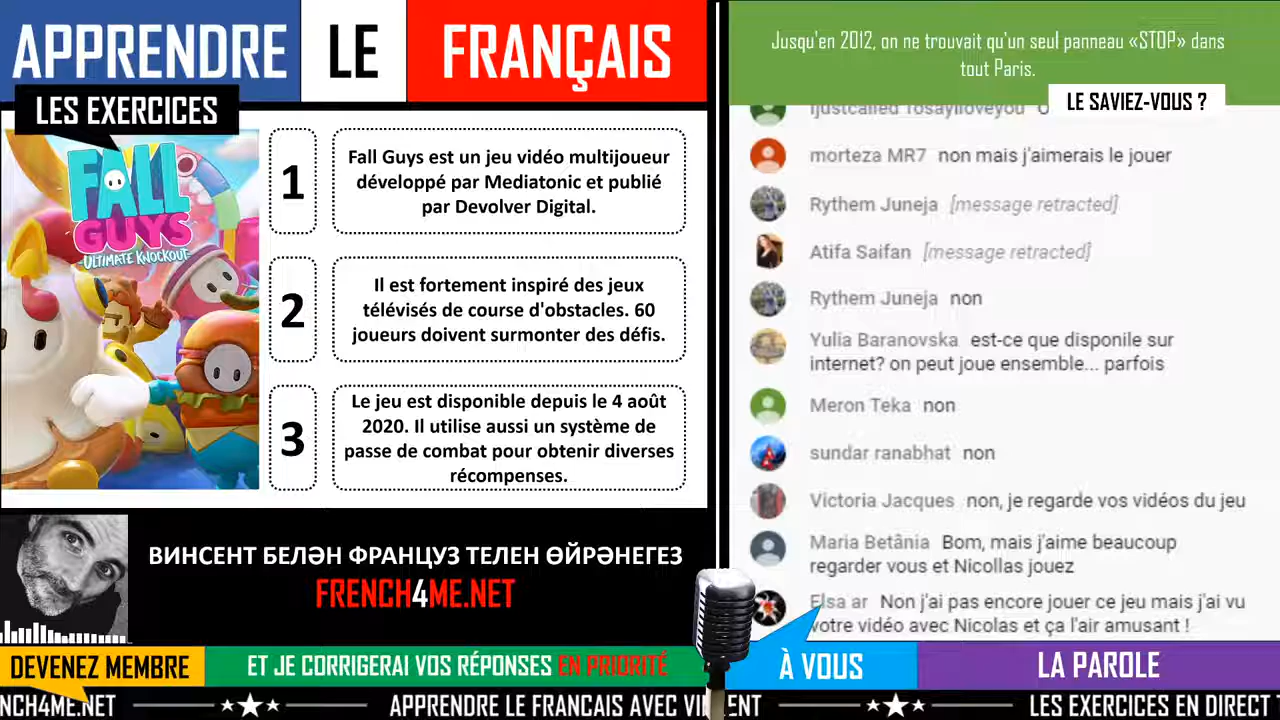 APPRENDRE LE FRANÇAIS
LES EXERCICES
FALL
GUYS
ULTIMATE KNOCKOUT
1
Fall Guys est un jeu vidéo multijoueur
développé par Mediatonic et publié
par Devolver Digital.
2
Il est fortement inspiré des jeux
télévisés de course d'obstacles. 60
joueurs doivent surmonter des défis.
3
Le jeu est disponible depuis le 4 août
2020. Il utilise aussi un système de
passe de combat pour obtenir diverses
récompenses.
ВИНСЕНТ БЕЛӘН ФРАНЦУЗ ТЕЛЕН ӨЙРӘНЕГЕЗ
FRENCH4ME.NET
DEVENEZ MEMBRE
ET JE CORRIGERAI VOS RÉPONSES EN PRIORITÉ
Jusqu'en 2012, on ne trouvait qu'un seul panneau «STOP» dans
tout Paris.
LE SAVIEZ-VOUS ?
ijustcalled Tosayiloveyou O
morteza MR7 non mais j'aimerais le jouer
Rythem Juneja [message retracted]
Atifa Saifan [message retracted]
Rythem Juneja non
Yulia Baranovska est-ce que disponile sur
internet? on peut joue ensemble... parfois
Meron Teka non
sundar ranabhat non
Victoria Jacques non, je regarde vos vidéos du jeu
Maria Betânia Bom, mais j'aime beaucoup
regarder vous et Nicollas jouez
Elsa ar Non j'ai pas encore jouer ce jeu mais j'ai vu
votre vidéo avec Nicolas et ça l'air amusant !
À VOUS
LA PAROLE
NCH4ME.NET APPRENDRE LE FRANCAIS AVEC VIN ENT LES EXERCICES EN DIRECT